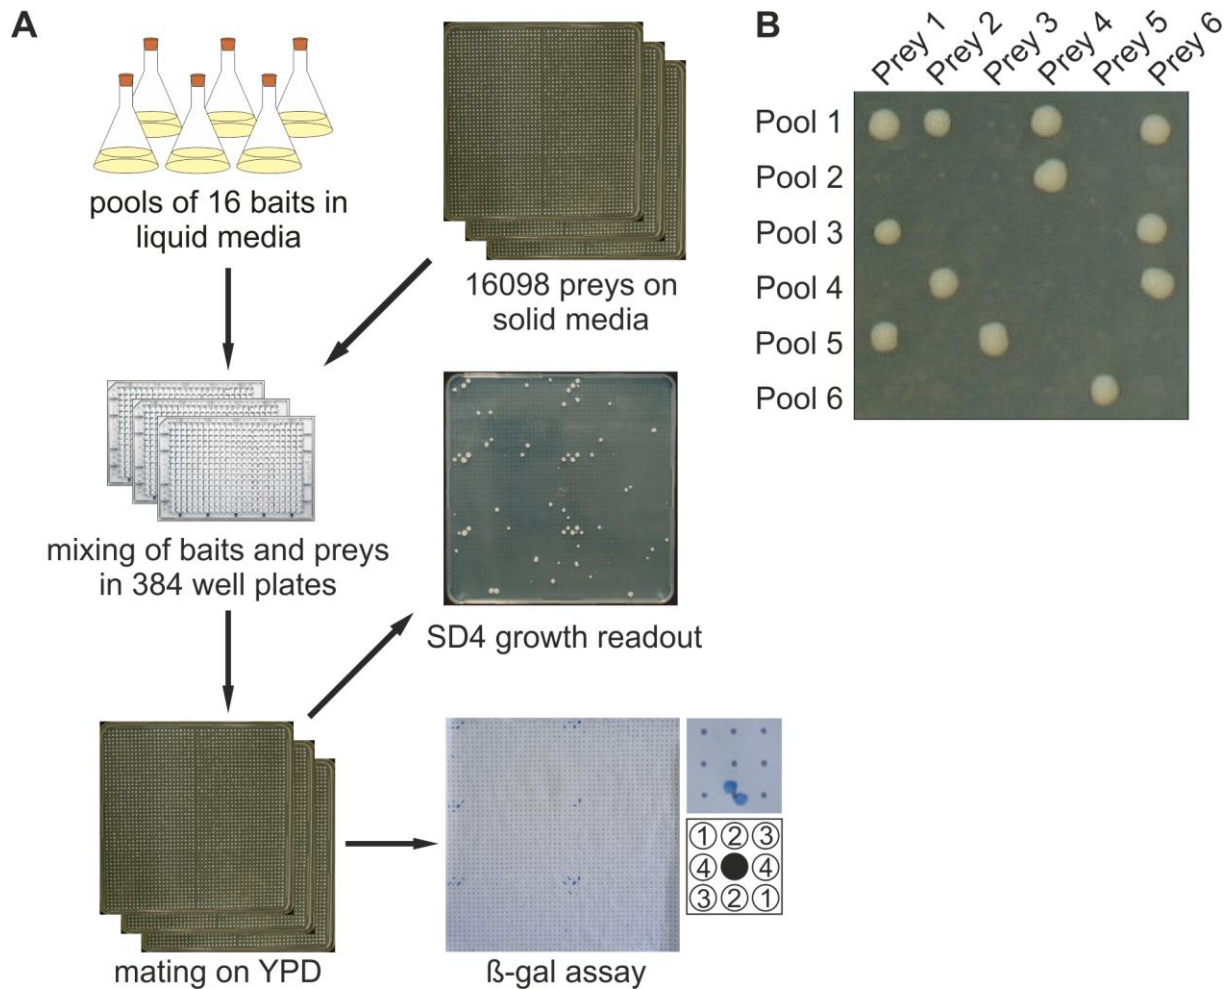 A
pools of 16 baits in
liquid media
16098 preys on
solid media
mixing of baits and preys
in 384 well plates
SD4 growth readout
mating on YPD
ß-gal assay
1 2 3
4 4
3 2 1
B
Prey 1
Prey 2
Prey 3
Prey 4
Prey 5
Prey 6
Pool 1
Pool 2
Pool 3
Pool 4
Pool 5
Pool 6